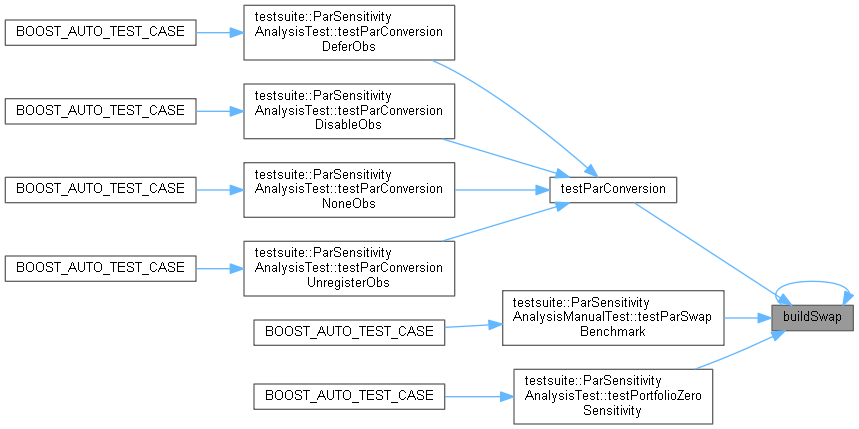 BOOST_AUTO_TEST_CASE
testsuite::ParSensitivity
AnalysisTest::testParConversion
DeferObs
BOOST_AUTO_TEST_CASE
testsuite::ParSensitivity
AnalysisTest::testParConversion
DisableObs
BOOST_AUTO_TEST_CASE
testsuite::ParSensitivity
AnalysisTest::testParConversion
NoneObs
testParConversion
BOOST_AUTO_TEST_CASE
testsuite::ParSensitivity
AnalysisTest::testParConversion
UnregisterObs
BOOST_AUTO_TEST_CASE
testsuite::ParSensitivity
AnalysisManualTest::testParSwap
Benchmark
buildSwap
BOOST_AUTO_TEST_CASE
testsuite::ParSensitivity
AnalysisTest::testPortfolioZero
Sensitivity